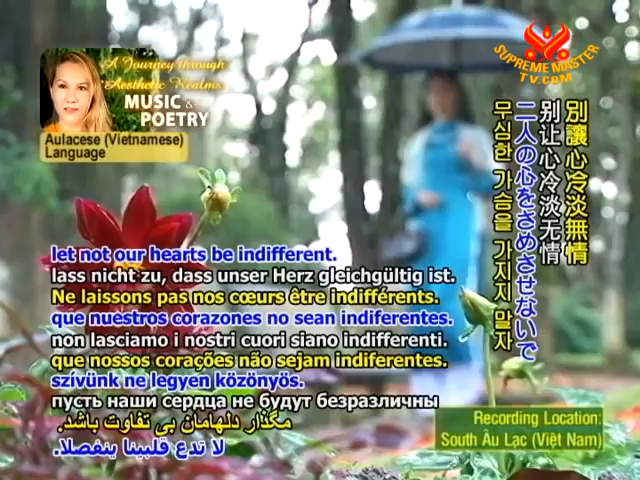 A Journey through
Aesthetic Realms
MUSIC &
POETRY
Aulacese (Vietnamese)
Language
SUPREME MASTER
TV.COM
別讓心冷淡無情
别让心冷淡无情
二人の心をさめさせないで
무심한 가슴을 가지지 말자
let not our hearts be indifferent.
lass nicht zu, dass unser Herz gleichgültig ist.
Ne laissons pas nos cœurs être indifférents.
que nuestros corazones no sean indiferentes.
non lasciamo i nostri cuori siano indifferenti.
que nossos corações não sejam indiferentes.
szívünk ne legyen közönyös.
пусть наши сердца не будут безразличны
مگذار دلهامان بی تفاوت باشد.
لا تدع قلبينا ينفصلا.
Recording Location:
South Âu Lạc (Việt Nam)